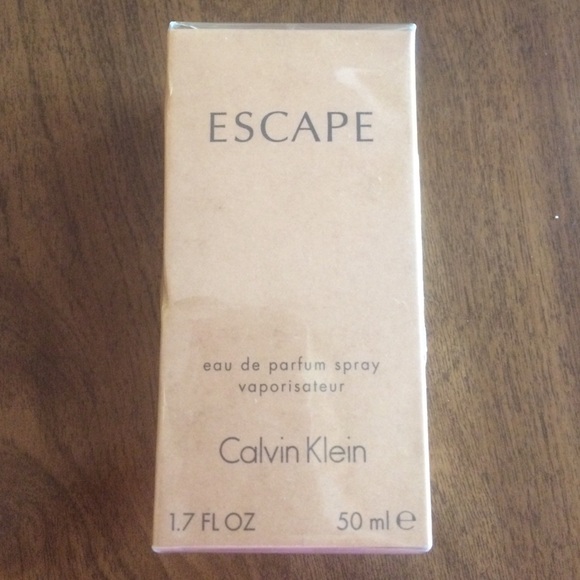 ESCAPE
eau de parfum spray
vaporisateur
Calvin Klein
1.7 FL OZ 50 ml ℮